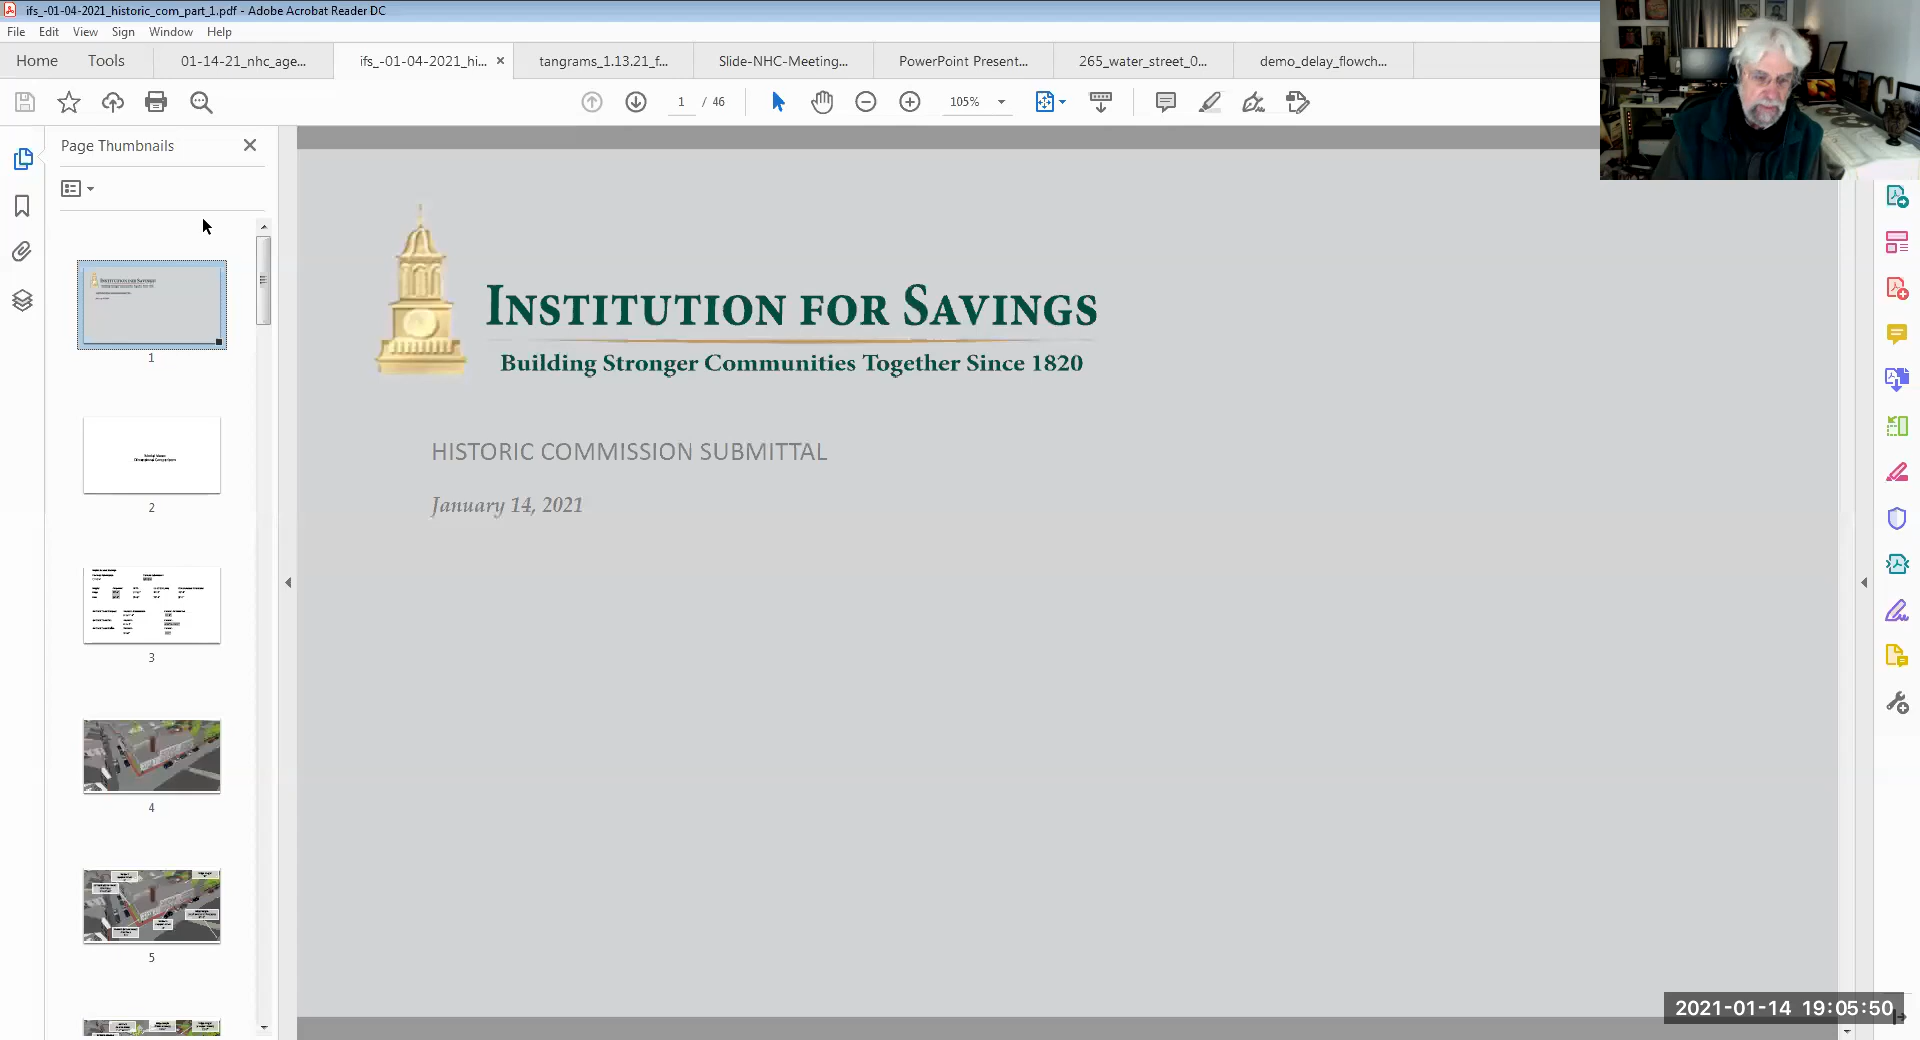 ifs_-01-04-2021_historic_com_part_1.pdf - Adobe Acrobat Reader DC
File Edit View Sign Window Help
Home Tools 01-14-21_nhc_age... ifs_-01-04-2021_hi... × tangrams_1.13.21_f... Slide-NHC-Meeting... PowerPoint Present... 265_water_street_0... demo_delay_flowch...
1 / 46 105%
Page Thumbnails
INSTITUTION FOR SAVINGS
Building Stronger Communities Together Since 1820
HISTORIC COMMISSION SUBMITTAL
January 14, 2021
1
2
3
4
5
2021-01-14 19:05:50